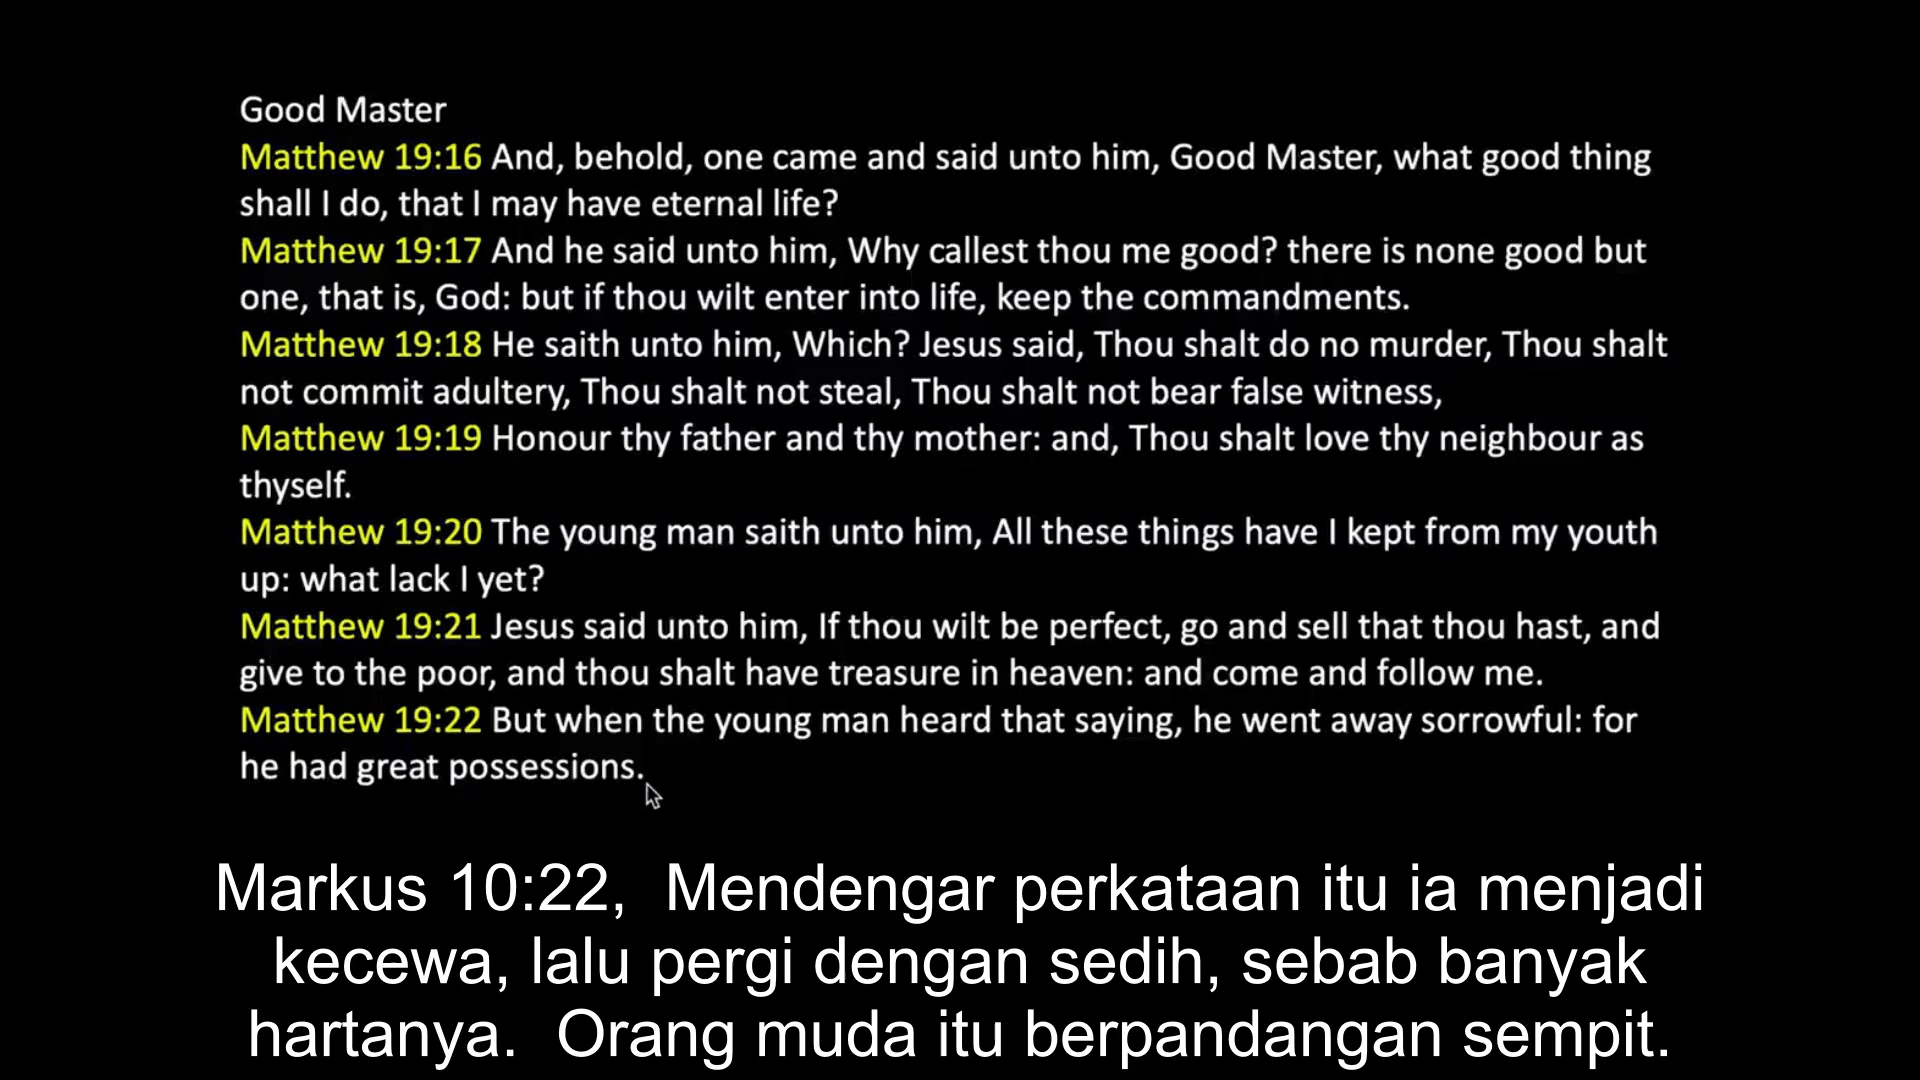 Good Master
Matthew 19:16 And, behold, one came and said unto him, Good Master, what good thing
shall I do, that I may have eternal life?
Matthew 19:17 And he said unto him, Why callest thou me good? there is none good but
one, that is, God: but if thou wilt enter into life, keep the commandments.
Matthew 19:18 He saith unto him, Which? Jesus said, Thou shalt do no murder, Thou shalt
not commit adultery, Thou shalt not steal, Thou shalt not bear false witness,
Matthew 19:19 Honour thy father and thy mother: and, Thou shalt love thy neighbour as
thyself.
Matthew 19:20 The young man saith unto him, All these things have I kept from my youth
up: what lack I yet?
Matthew 19:21 Jesus said unto him, If thou wilt be perfect, go and sell that thou hast, and
give to the poor, and thou shalt have treasure in heaven: and come and follow me.
Matthew 19:22 But when the young man heard that saying, he went away sorrowful: for
he had great possessions.
Markus 10:22, Mendengar perkataan itu ia menjadi
kecewa, lalu pergi dengan sedih, sebab banyak
hartanya. Orang muda itu berpandangan sempit.